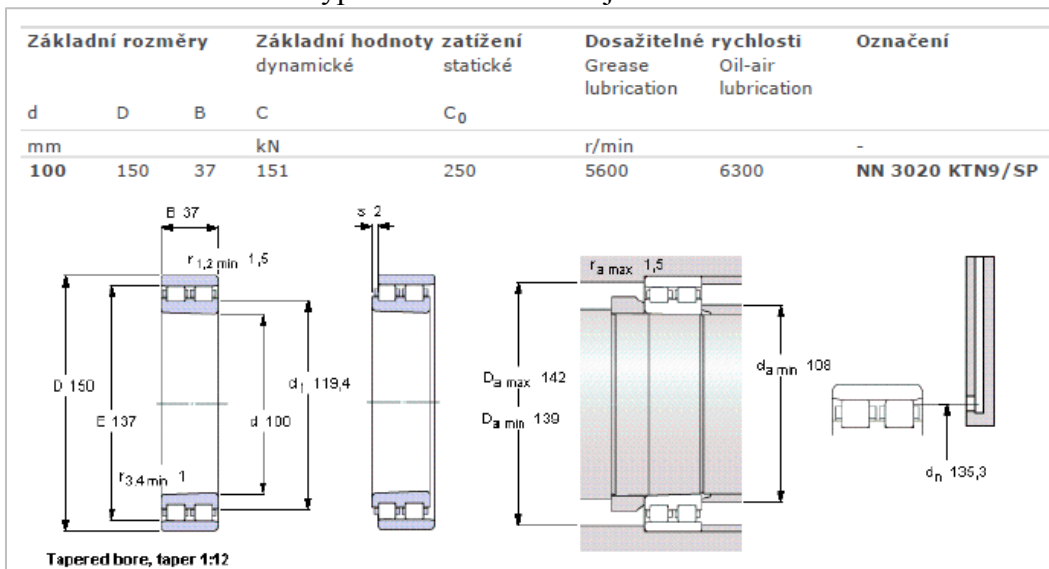 Základní rozměry Základní hodnoty zatížení Dosažitelné rychlosti Označení
dynamické statické Grease lubrication Oil-air lubrication
d D B C C0
mm kN r/min -
100 150 37 151 250 5600 6300 NN 3020 KTN9/SP
B 37
s 2
r1,2 min 1,5
ra max 1,5
D 150
E 137
d1 119,4
d 100
r3,4 min 1
Da max 142
Da min 139
da min 108
dn 135,3
Tapered bore, taper 1:12